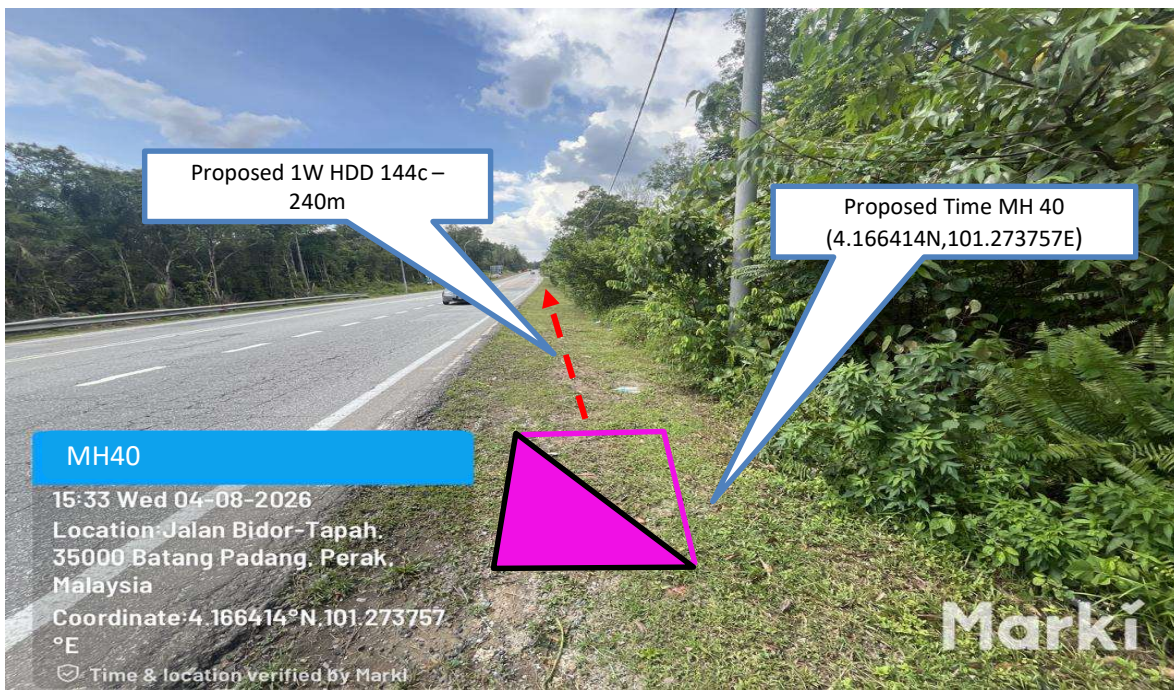 Proposed 1W HDD 144c –
240m
Proposed Time MH 40
(4.166414N,101.273757E)
MH40
15:33 Wed 04-08-2026
Location:Jalan Bidor-Tapah,
35000 Batang Padang, Perak,
Malaysia
Coordinate:4.166414°N,101.273757
°E
Time & location verified by Marki
Marki